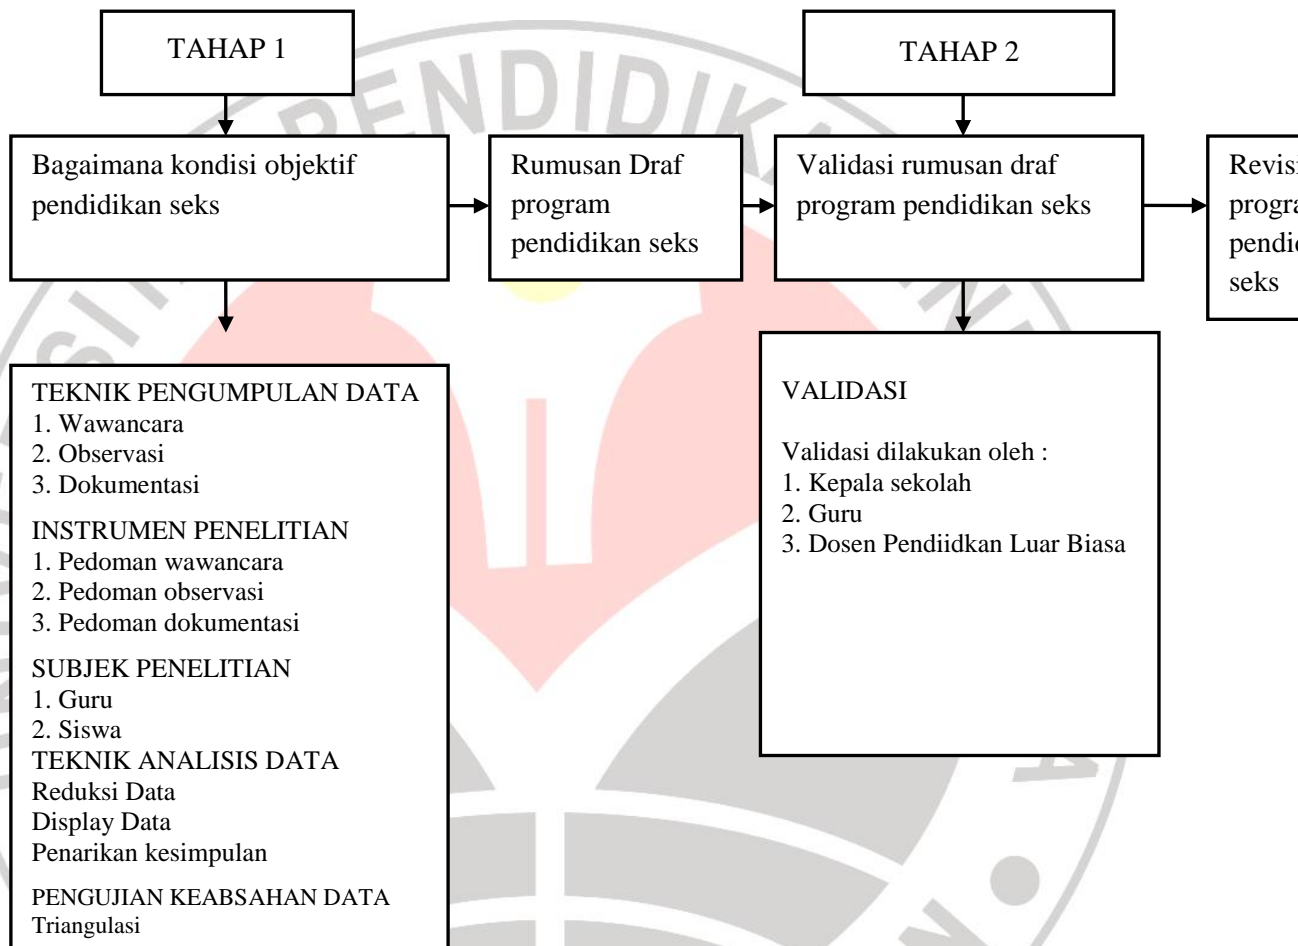 TAHAP 1
TAHAP 2
Bagaimana kondisi objektif
pendidikan seks
Rumusan Draf
program
pendidikan seks
Validasi rumusan draf
program pendidikan seks
seks
TEKNIK PENGUMPULAN DATA
1. Wawancara
2. Observasi
3. Dokumentasi
INSTRUMEN PENELITIAN
1. Pedoman wawancara
2. Pedoman observasi
3. Pedoman dokumentasi
SUBJEK PENELITIAN
1. Guru
2. Siswa
TEKNIK ANALISIS DATA
Reduksi Data
Display Data
Penarikan kesimpulan
PENGUJIAN KEABSAHAN DATA
Triangulasi
VALIDASI
Validasi dilakukan oleh :
1. Kepala sekolah
2. Guru
3. Dosen Pendiidkan Luar Biasa